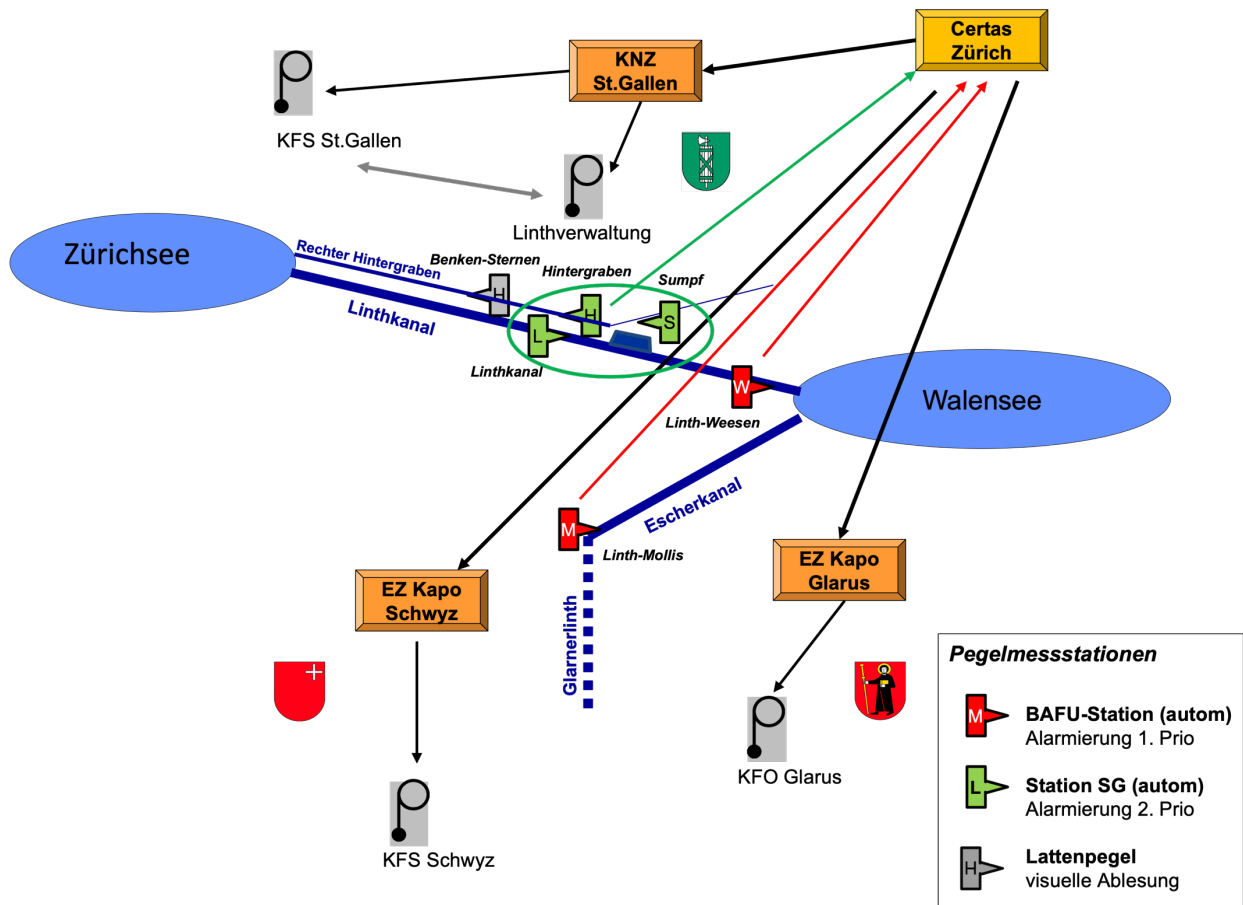 Certas
Zürich
KNZ
St.Gallen
KFS St.Gallen
Linthverwaltung
Zürichsee
Rechter Hintergraben
Benken-Sternen
Hintergraben
Sumpf
H
H
S
L
Linthkanal
Linthkanal
W
Linth-Weesen
Walensee
Escherkanal
M
Linth-Mollis
EZ Kapo
Schwyz
EZ Kapo
Glarus
Glarnerlinth
KFO Glarus
KFS Schwyz
Pegelmessstationen
M
BAFU-Station (autom)
Alarmierung 1. Prio
L
Station SG (autom)
Alarmierung 2. Prio
H
Lattenpegel
visuelle Ablesung